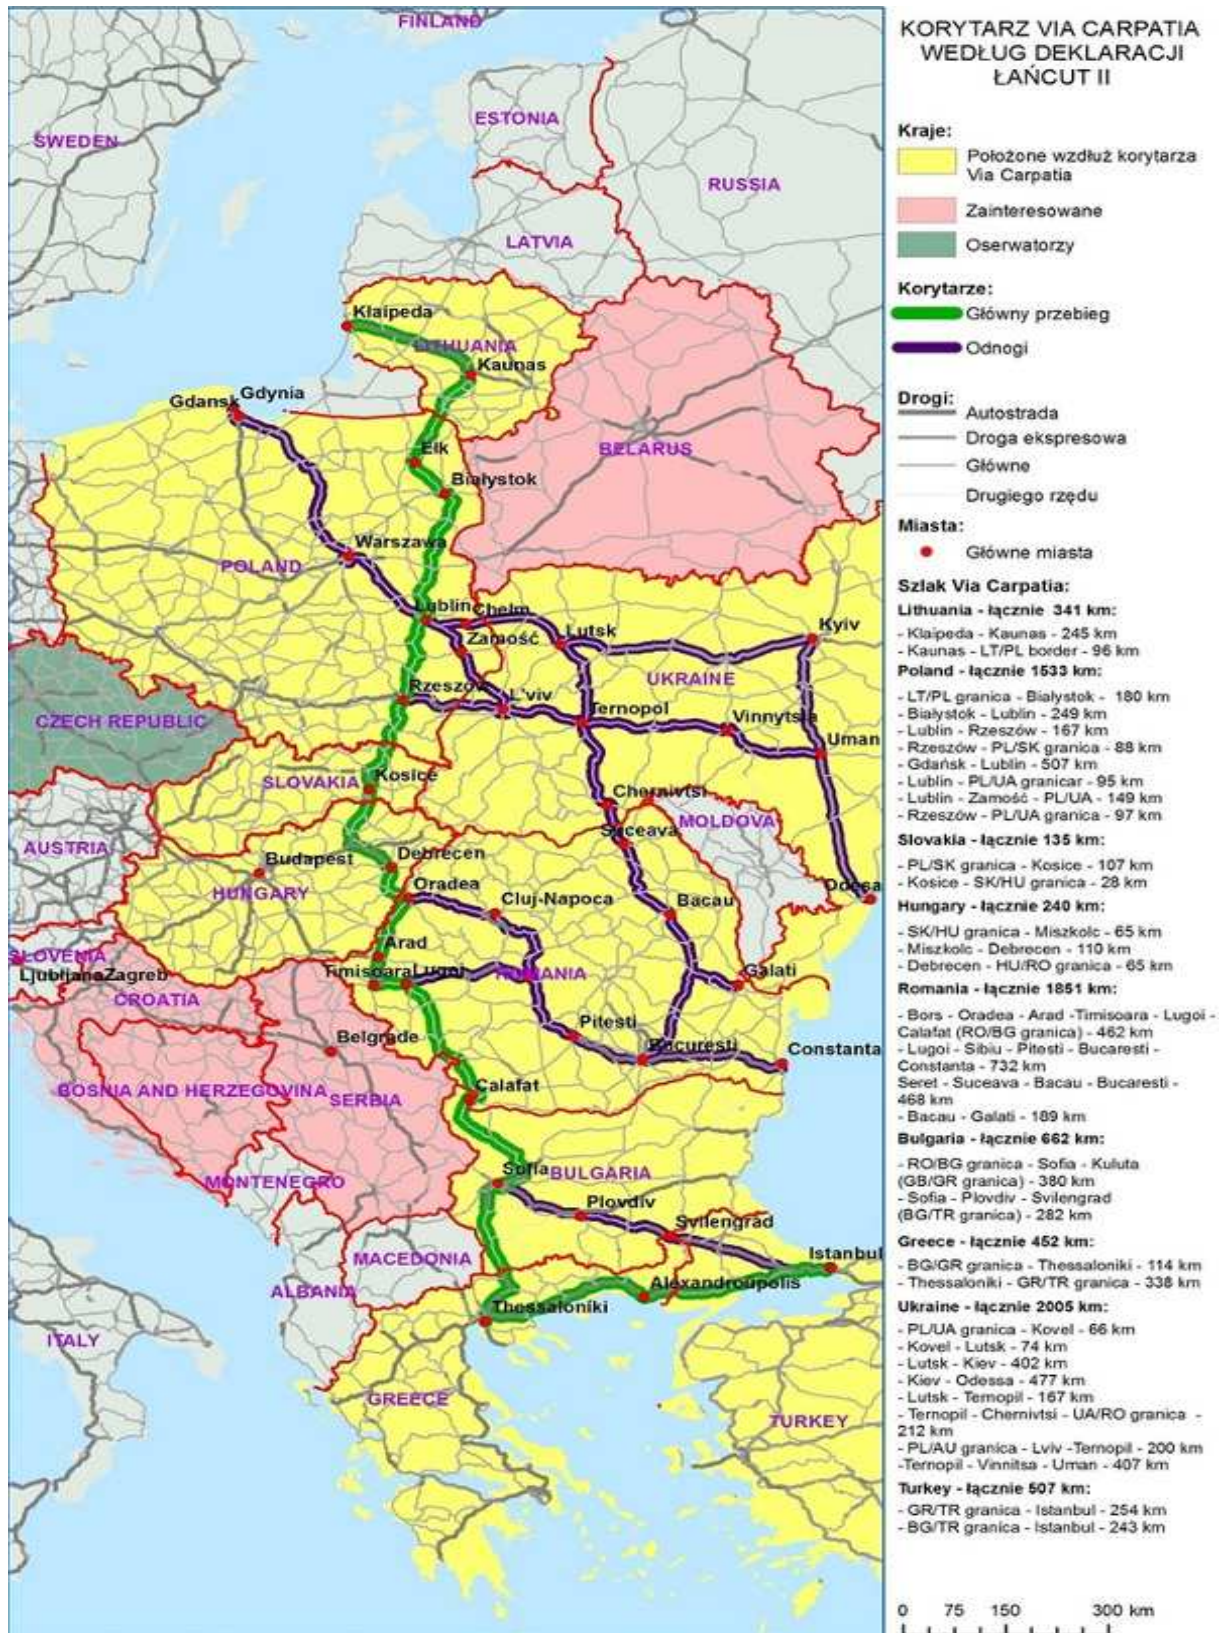 FINLAND
SWEDEN
ESTONIA
RUSSIA
LATVIA
Klaipeda
LITHUANIA
Kaunas
Gdansk
Gdynia
Ełk
BELARUS
Białystok
Warszawa
POLAND
Lublin
Chełm
Zamość
Lutsk
Kyiv
UKRAINE
Rzeszów
L'viv
Ternopol
Vinnytsia
Uman
CZECH REPUBLIC
SLOVAKIA
Kosice
Chernivtsi
Suceava
MOLDOVA
AUSTRIA
Budapest
HUNGARY
Debrecen
Oradea
Cluj-Napoca
Bacau
Odesa
Arad
SLOVENIA
Ljubljana
Zagreb
Timisoara
Lugoj
ROMANIA
Galati
CROATIA
Belgrade
Pitesti
Bucuresti
Constanta
BOSNIA AND HERZEGOVINA
SERBIA
Calafat
MONTENEGRO
Sofia
BULGARIA
Plovdiv
Svilengrad
MACEDONIA
Istanbul
ALBANIA
Alexandroupolis
Thessaloniki
ITALY
GREECE
TURKEY
KORYTARZ VIA CARPATIA
WEDŁUG DEKLARACJI
ŁAŃCUT II
Kraje:
Położone wzdłuż korytarza
Via Carpatia
Zainteresowane
Oserwatorzy
Korytarze:
Główny przebieg
Odnogi
Drogi:
Autostrada
Droga ekspresowa
Główne
Drugiego rzędu
Miasta:
Główne miasta
Szlak Via Carpatia:
Lithuania - łącznie 341 km:
- Klaipeda - Kaunas - 245 km
- Kaunas - LT/PL border - 96 km
Poland - łącznie 1533 km:
- LT/PL granica - Białystok - 180 km
- Białystok - Lublin - 249 km
- Lublin - Rzeszów - 167 km
- Rzeszów - PL/SK granica - 88 km
- Gdańsk - Lublin - 507 km
- Lublin - PL/UA granicar - 95 km
- Lublin - Zamość - PL/UA - 149 km
- Rzeszów - PL/UA granica - 97 km
Slovakia - łącznie 135 km:
- PL/SK granica - Kosice - 107 km
- Kosice - SK/HU granica - 28 km
Hungary - łącznie 240 km:
- SK/HU granica - Miszkolc - 65 km
- Miszkolc - Debrecen - 110 km
- Debrecen - HU/RO granica - 65 km
Romania - łącznie 1851 km:
- Bors - Oradea - Arad -Timisoara - Lugoi -
Calafat (RO/BG granica) - 462 km
- Lugoi - Sibiu - Pitesti - Bucaresti -
Constanta - 732 km
Seret - Suceava - Bacau - Bucaresti -
468 km
- Bacau - Galati - 189 km
Bulgaria - łącznie 662 km:
- RO/BG granica - Sofia - Kuluta
(GB/GR granica) - 380 km
- Sofia - Plovdiv - Svilengrad
(BG/TR granica) - 282 km
Greece - łącznie 452 km:
- BG/GR granica - Thessaloniki - 114 km
- Thessaloniki - GR/TR granica - 338 km
Ukraine - łącznie 2005 km:
- PL/UA granica - Kovel - 66 km
- Kovel - Lutsk - 74 km
- Lutsk - Kiev - 402 km
- Kiev - Odessa - 477 km
- Lutsk - Ternopil - 167 km
- Ternopil - Chernivtsi - UA/RO granica -
212 km
- PL/AU granica - Lviv -Ternopil - 200 km
-Ternopil - Vinnitsa - Uman - 407 km
Turkey - łącznie 507 km:
- GR/TR granica - Istanbul - 254 km
- BG/TR granica - Istanbul - 243 km
0 75 150 300 km